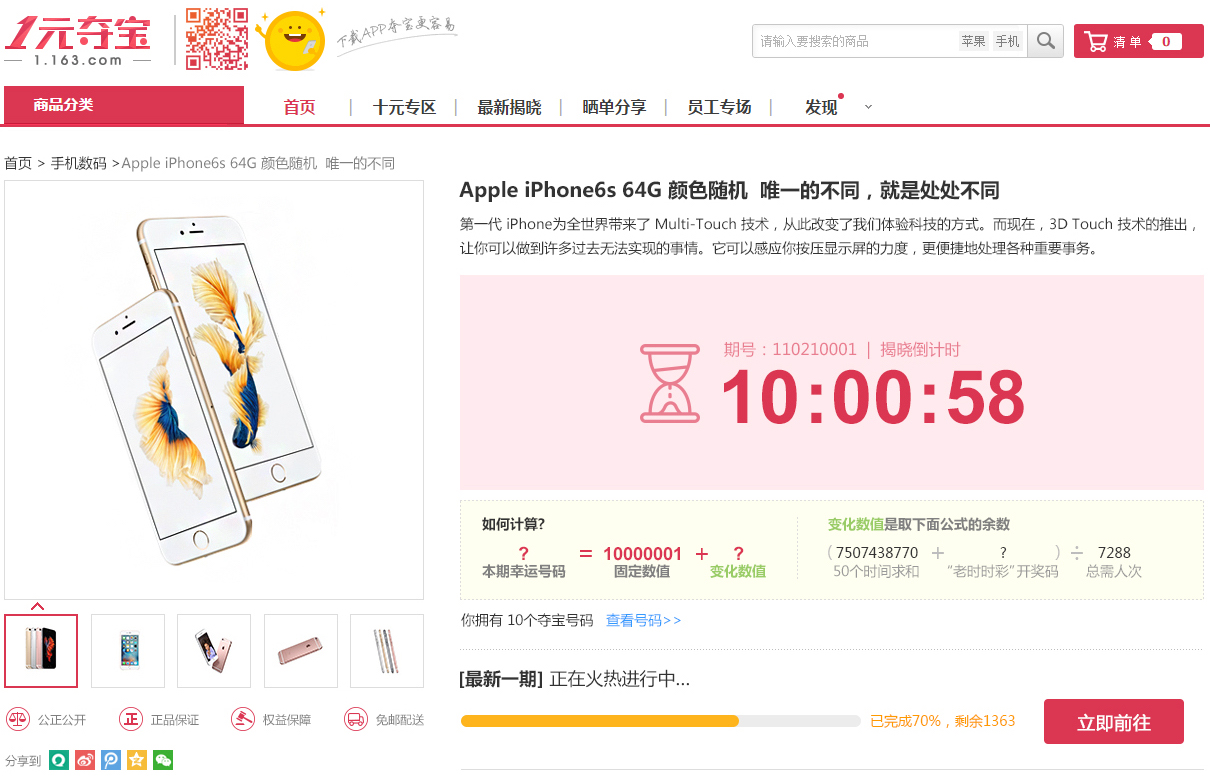 1元夺宝
1.163.com
下载APP夺宝更容易
请输入要搜索的商品
苹果 手机
清单 0
商品分类
首页 | 十元专区 | 最新揭晓 | 晒单分享 | 员工专场 | 发现
首页 > 手机数码 >Apple iPhone6s 64G 颜色随机 唯一的不同
Apple iPhone6s 64G 颜色随机 唯一的不同，就是处处不同
第一代 iPhone为全世界带来了 Multi-Touch 技术，从此改变了我们体验科技的方式。而现在，3D Touch 技术的推出，
让你可以做到许多过去无法实现的事情。它可以感应你按压显示屏的力度，更便捷地处理各种重要事务。
期号：110210001 | 揭晓倒计时
10:00:58
如何计算?
? = 10000001 + ?
本期幸运号码 固定数值 变化数值
变化数值是取下面公式的余数
( 7507438770 + ? ) ÷ 7288
50个时间求和 “老时时彩”开奖码 总需人次
你拥有 10个夺宝号码 查看号码>>
[最新一期] 正在火热进行中...
已完成70%，剩余1363
立即前往
公正公开 正 正品保证 权益保障 免邮配送
分享到